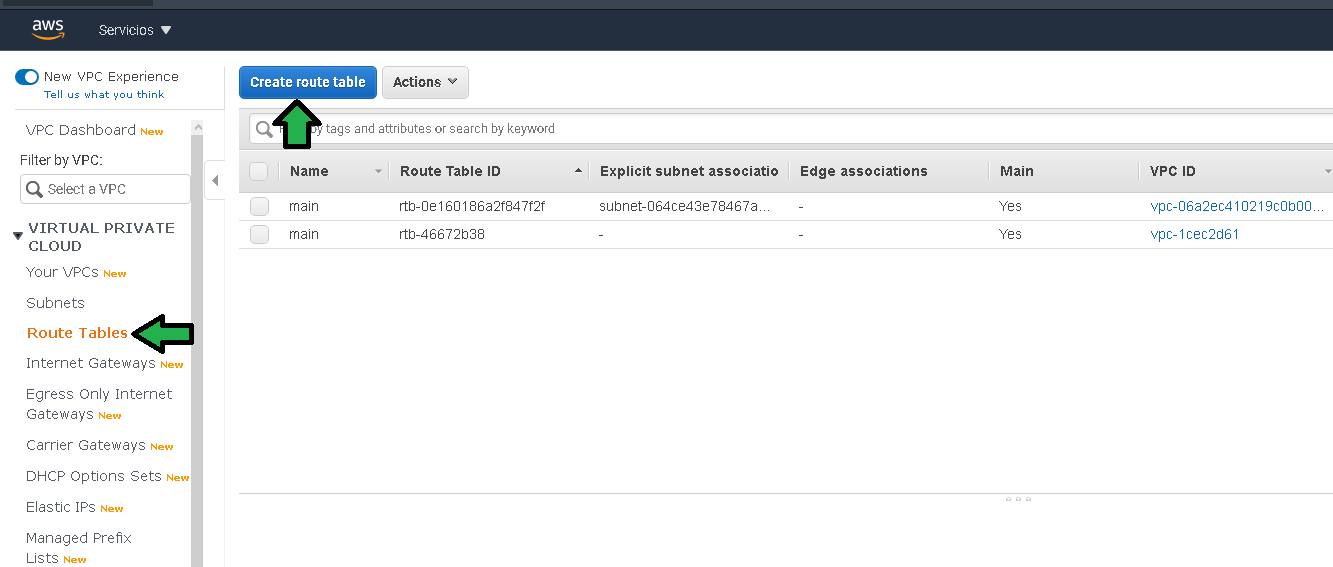 aws
Servicios
New VPC Experience
Tell us what you think
VPC Dashboard New
Filter by VPC:
Select a VPC
VIRTUAL PRIVATE
CLOUD
Your VPCs New
Subnets
Route Tables
Internet Gateways New
Egress Only Internet
Gateways New
Carrier Gateways New
DHCP Options Sets New
Elastic IPs New
Managed Prefix
Lists New
Create route table
Actions
by tags and attributes or search by keyword
Name Route Table ID Explicit subnet associatio Edge associations Main VPC ID
main rtb-0e160186a2f847f2f subnet-064ce43e78467a... - Yes vpc-06a2ec410219c0b00...
main rtb-46672b38 - - Yes vpc-1cec2d61